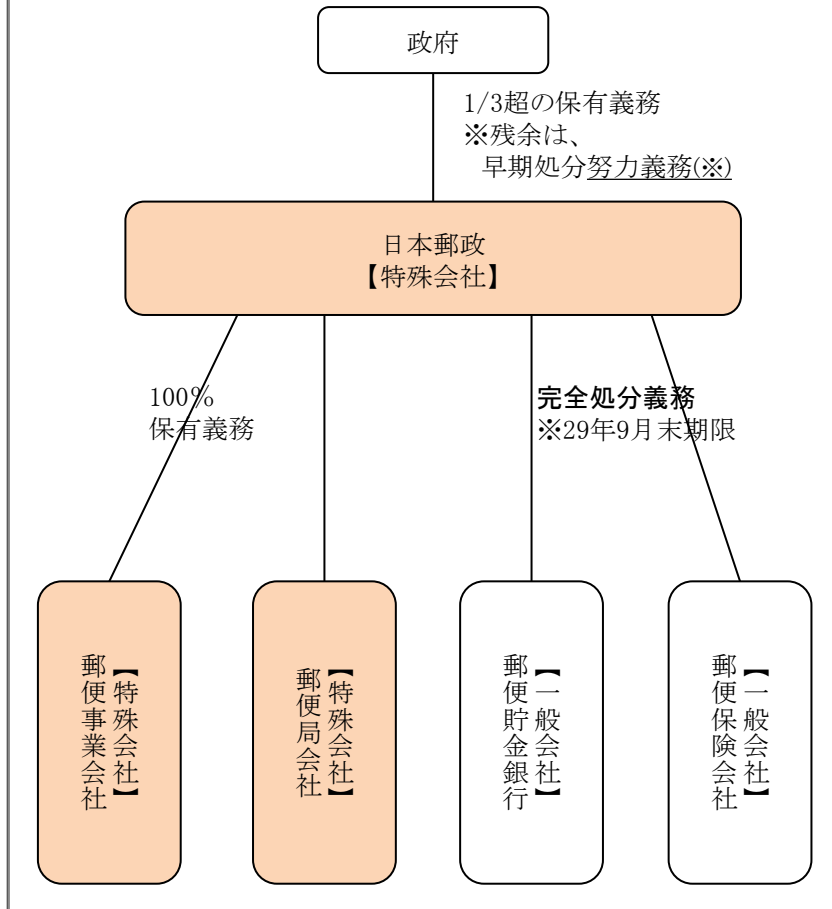 政府
1/3超の保有義務
※残余は、
早期処分努力義務(※)
日本郵政
【特殊会社】
100%
保有義務
完全処分義務
※29年9月末期限
【特殊会社】
郵便事業会社
【特殊会社】
郵便局会社
【一般会社】
郵便貯金銀行
【一般会社】
郵便保険会社